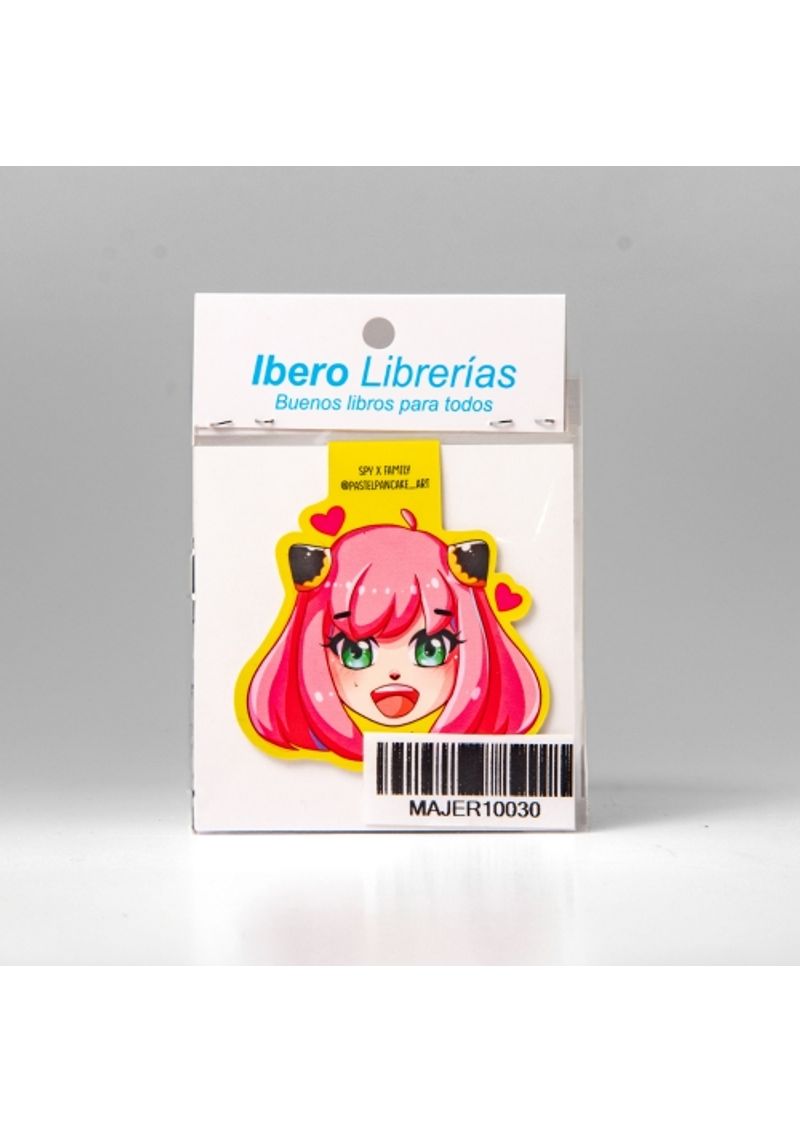 Ibero Librerías
Buenos libros para todos
SPY X FAMILY
@PASTELPANCAKE_ART
MAJER10030